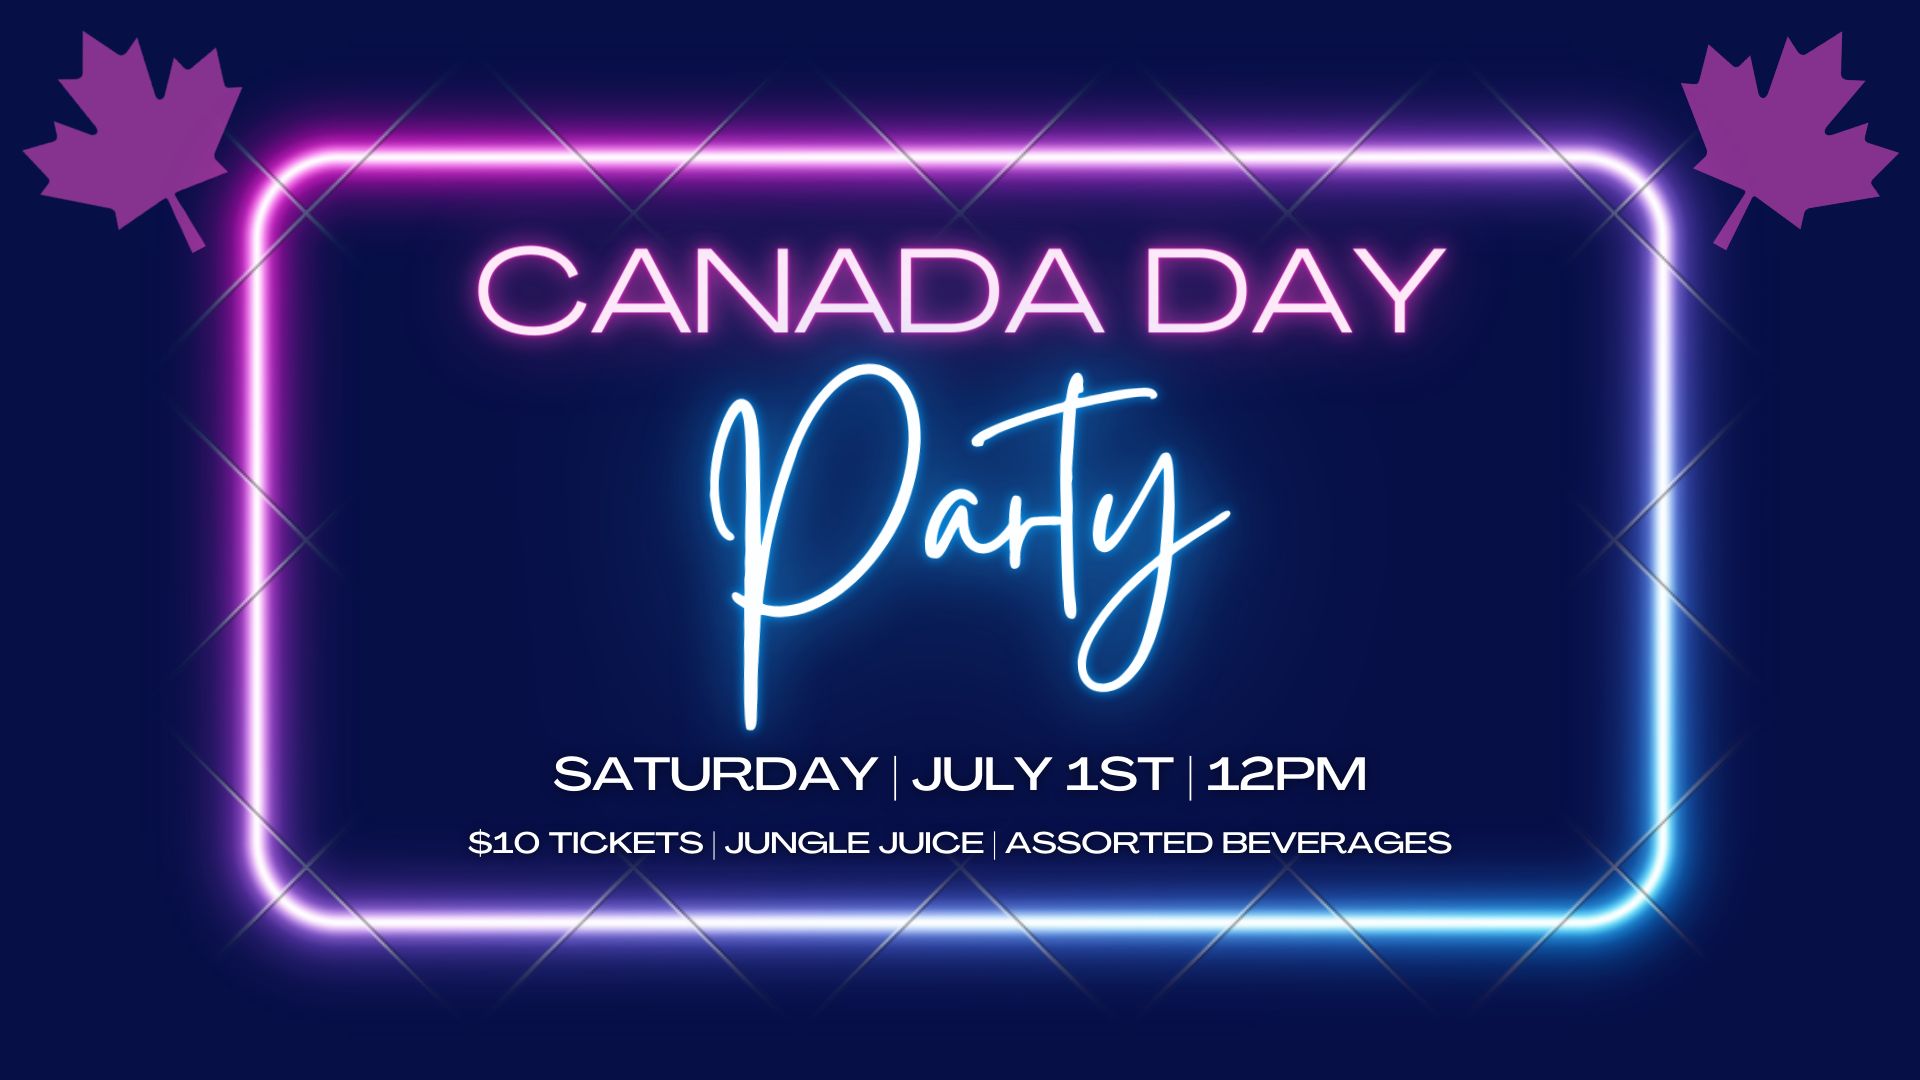 CANADA DAY
Party
SATURDAY | JULY 1ST | 12PM
$10 TICKETS | JUNGLE JUICE | ASSORTED BEVERAGES